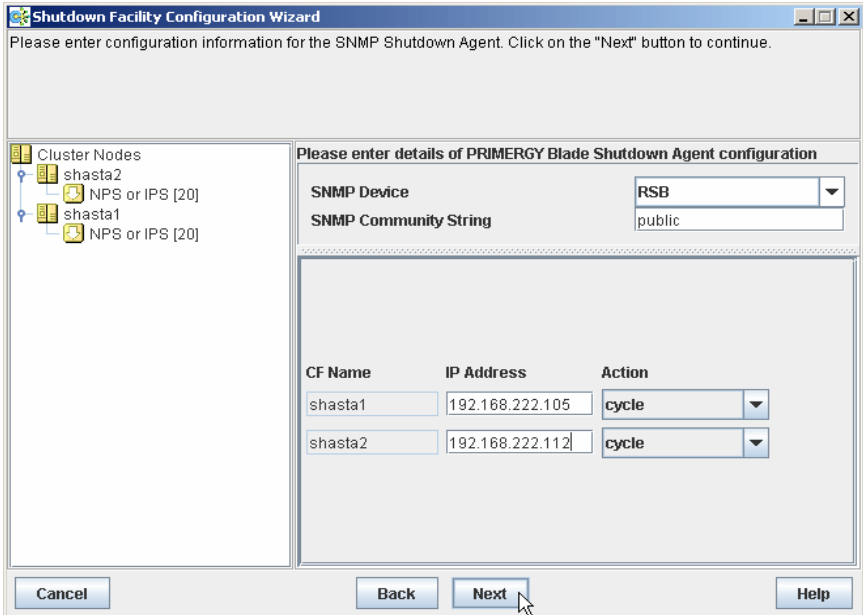 Shutdown Facility Configuration Wizard
Please enter configuration information for the SNMP Shutdown Agent. Click on the "Next" button to continue.
Cluster Nodes
shasta2
NPS or IPS [20]
shasta1
NPS or IPS [20]
Please enter details of PRIMERGY Blade Shutdown Agent configuration
SNMP Device RSB
SNMP Community String public
CF Name IP Address Action
shasta1 192.168.222.105 cycle
shasta2 192.168.222.112 cycle
Cancel Back Next Help